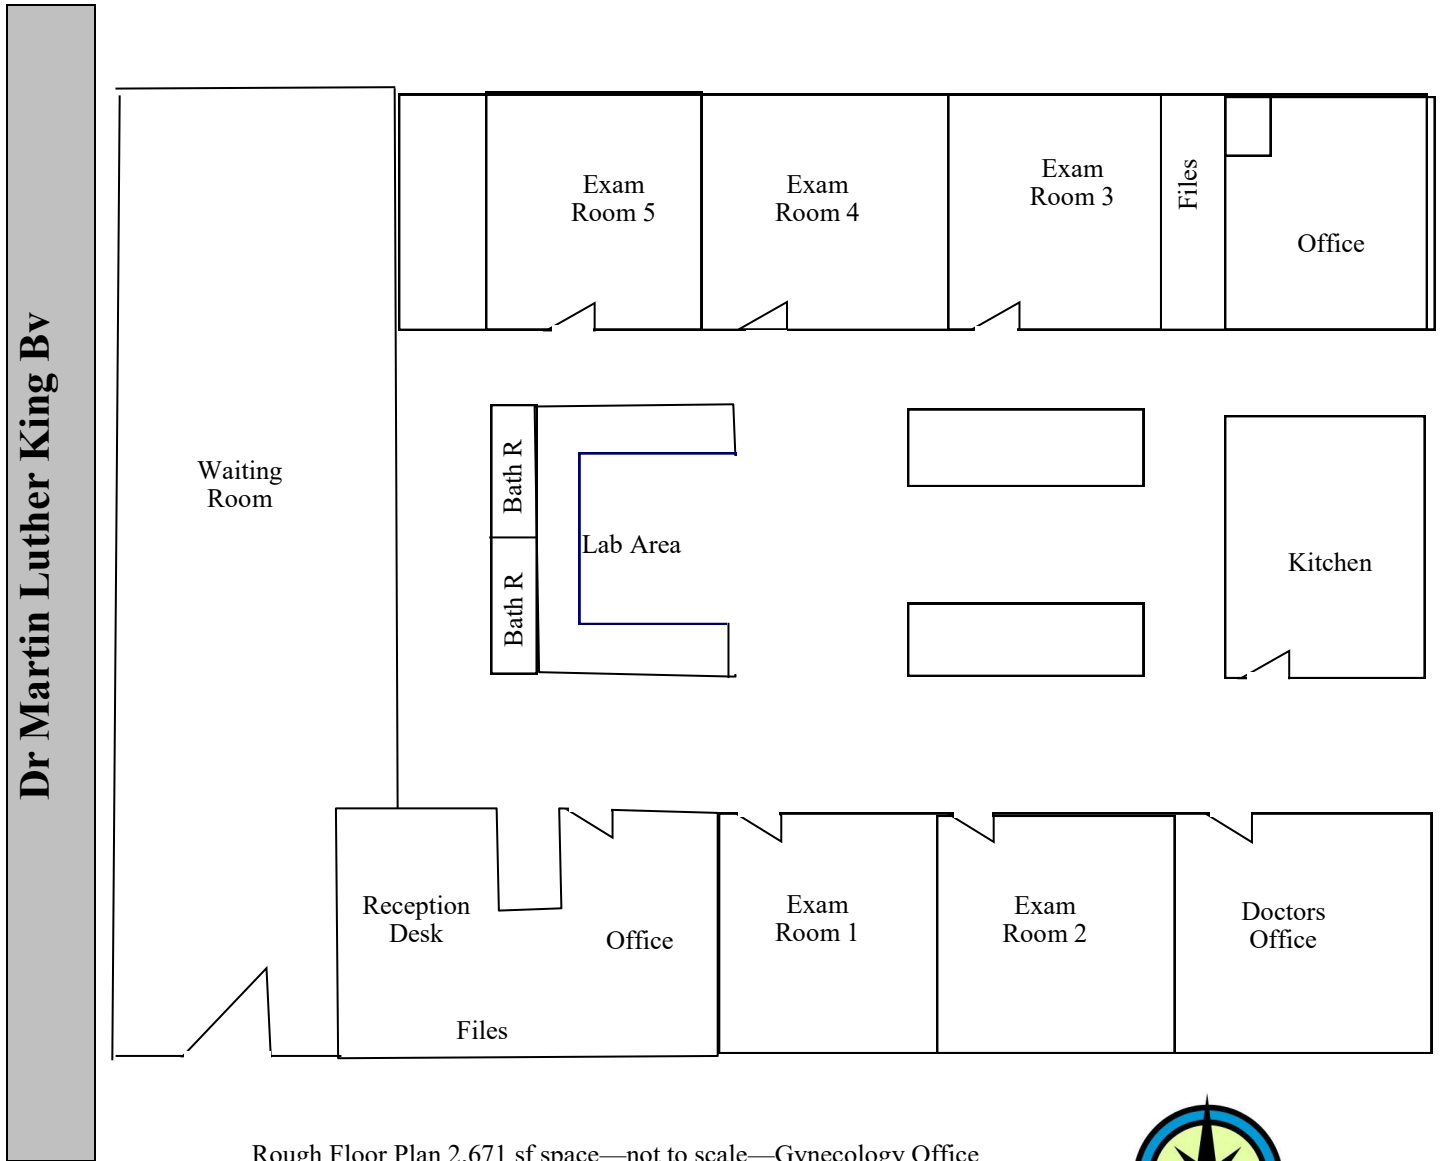 Dr Martin Luther King Bv
Exam
Room 5
Exam
Room 4
Exam
Room 3
Files
Office
Waiting
Room
Bath R
Bath R
Lab Area
Kitchen
Reception
Desk
Office
Files
Exam
Room 1
Exam
Room 2
Doctors
Office
Rough Floor Plan 2,671 sf space—not to scale—Gynecology Office